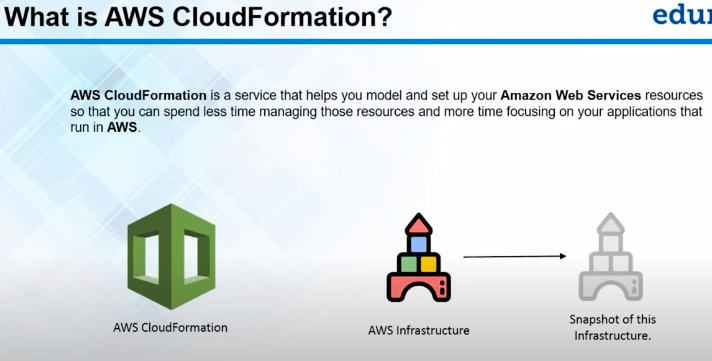 What is AWS CloudFormation?
AWS CloudFormation is a service that helps you model and set up your Amazon Web Services resources
so that you can spend less time managing those resources and more time focusing on your applications that
run in AWS.
AWS CloudFormation
AWS Infrastructure
Snapshot of this
Infrastructure.